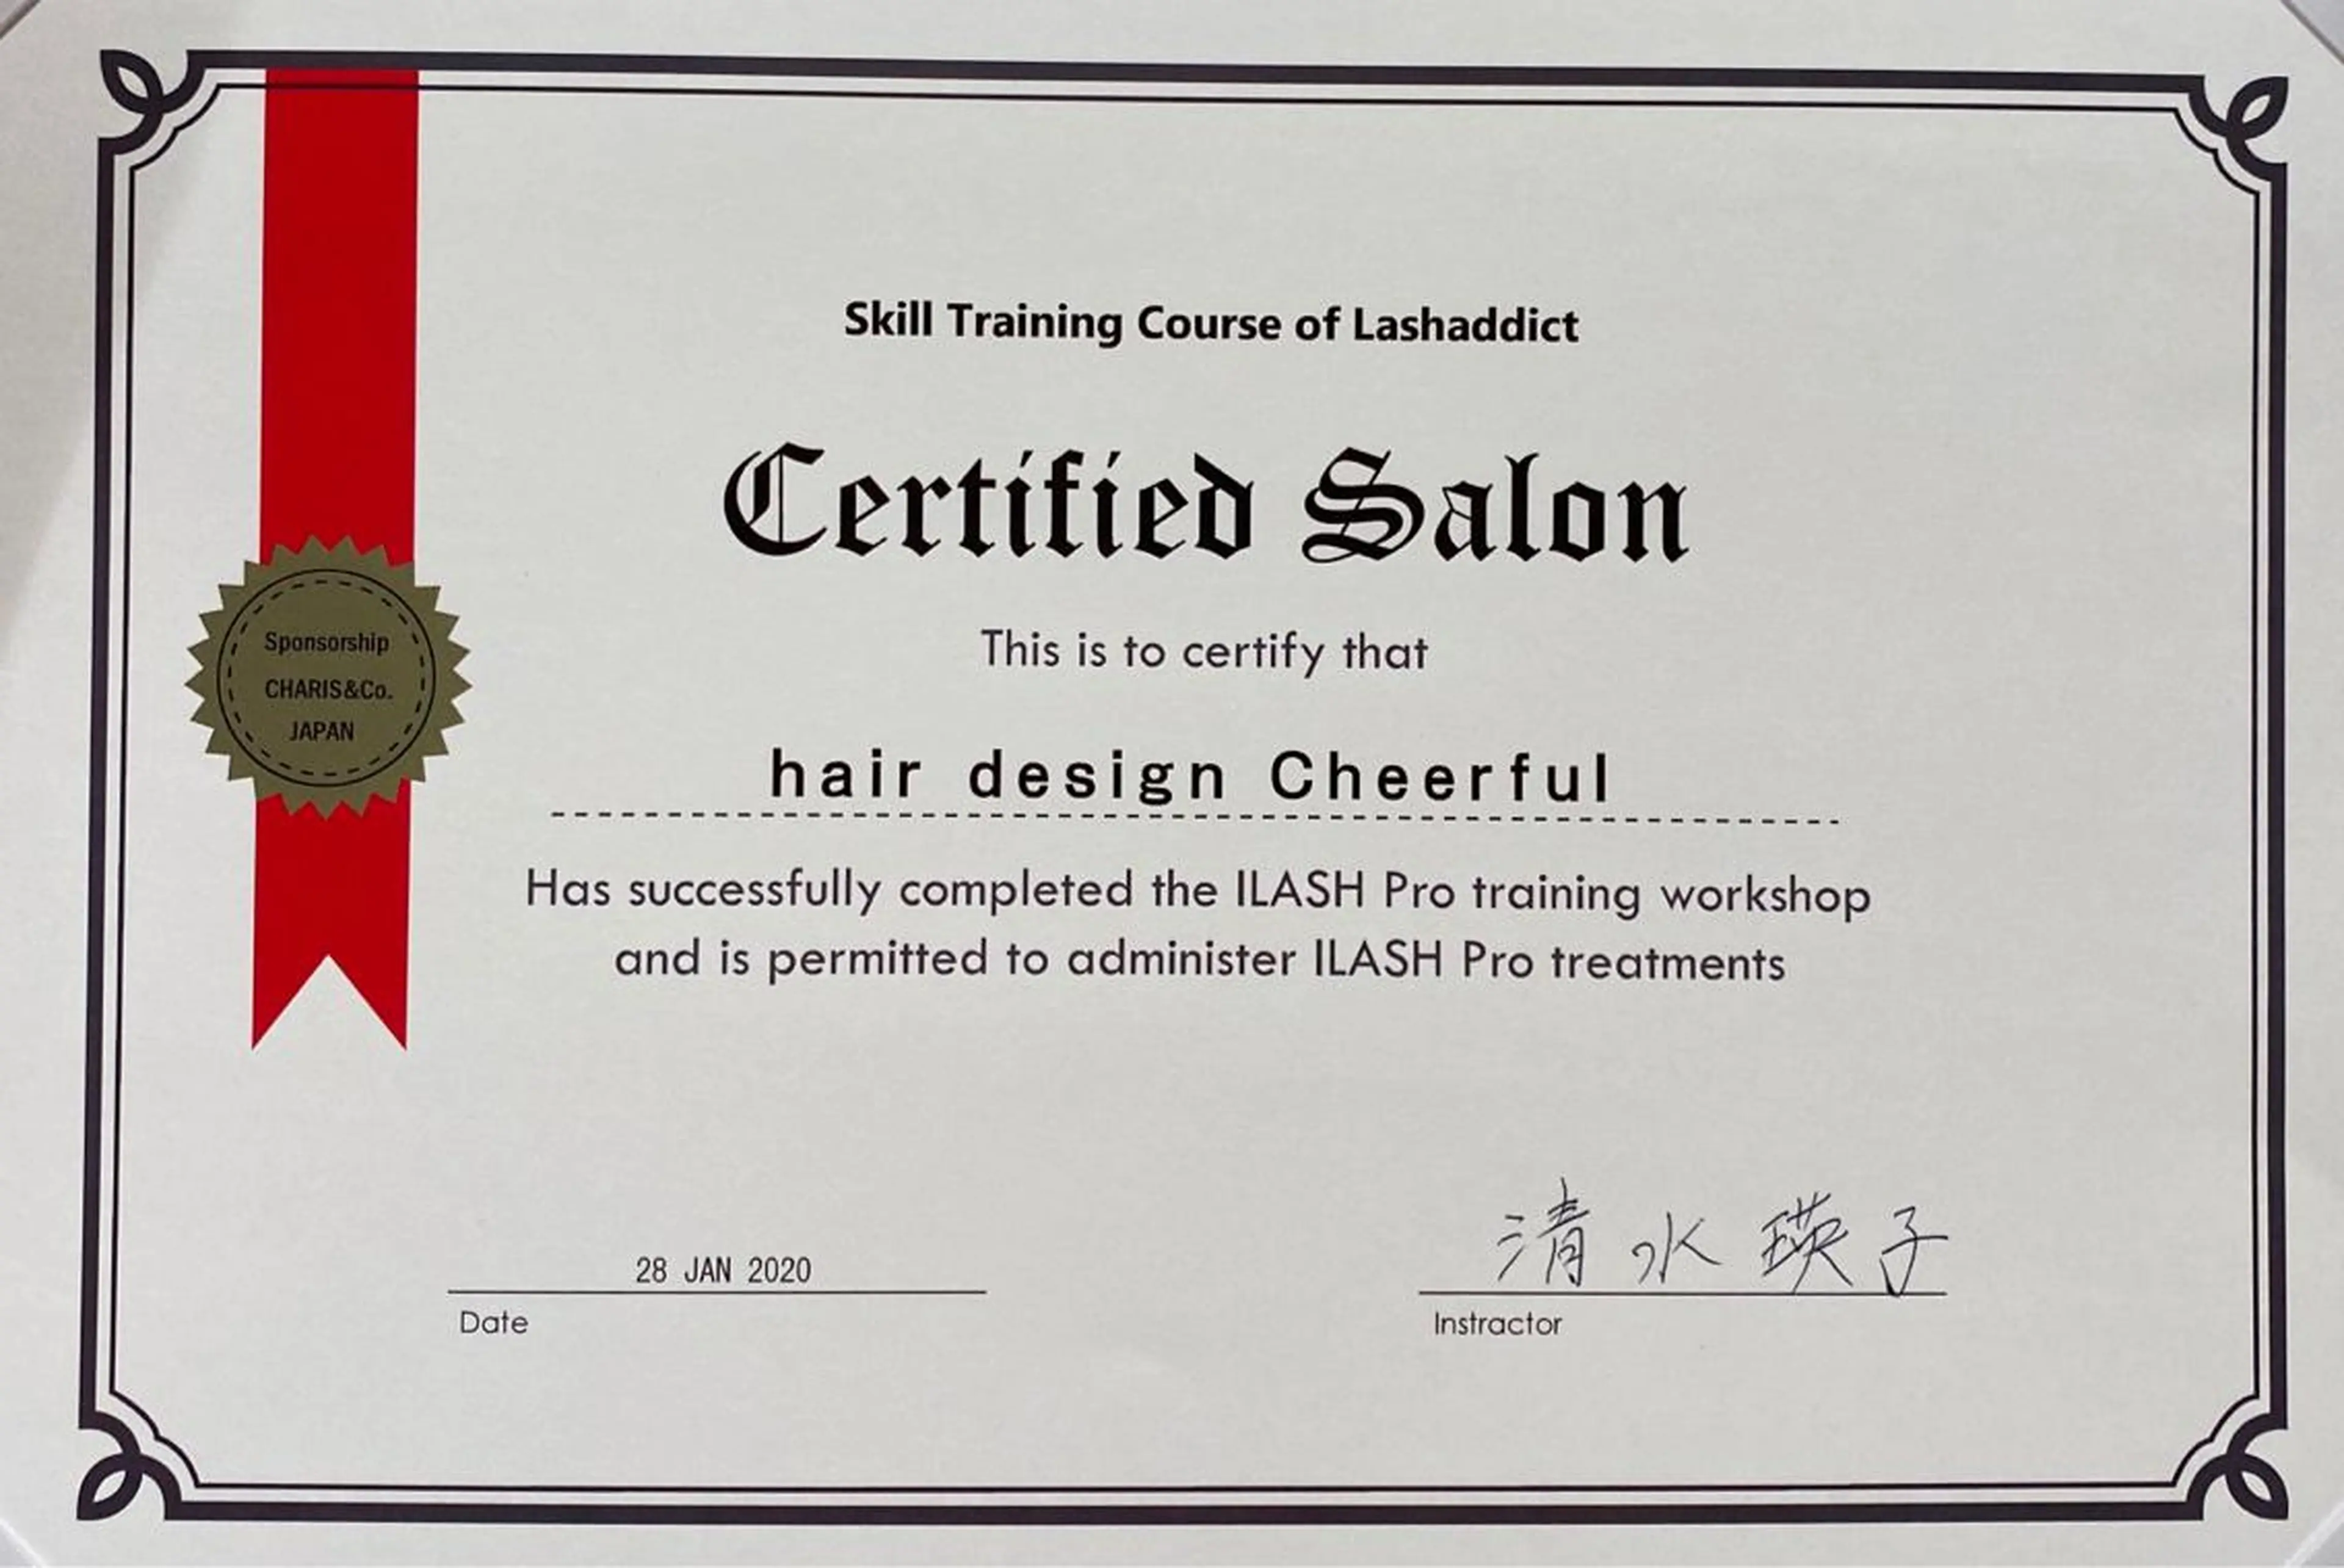 Skill Training Course of Lashaddict
Certified Salon
This is to certify that
hair design Cheerful
Has successfully completed the ILASH Pro training workshop
and is permitted to administer ILASH Pro treatments
Sponsorship
CHARIS&Co.
JAPAN
28 JAN 2020
Date
清水瑛子
Instractor